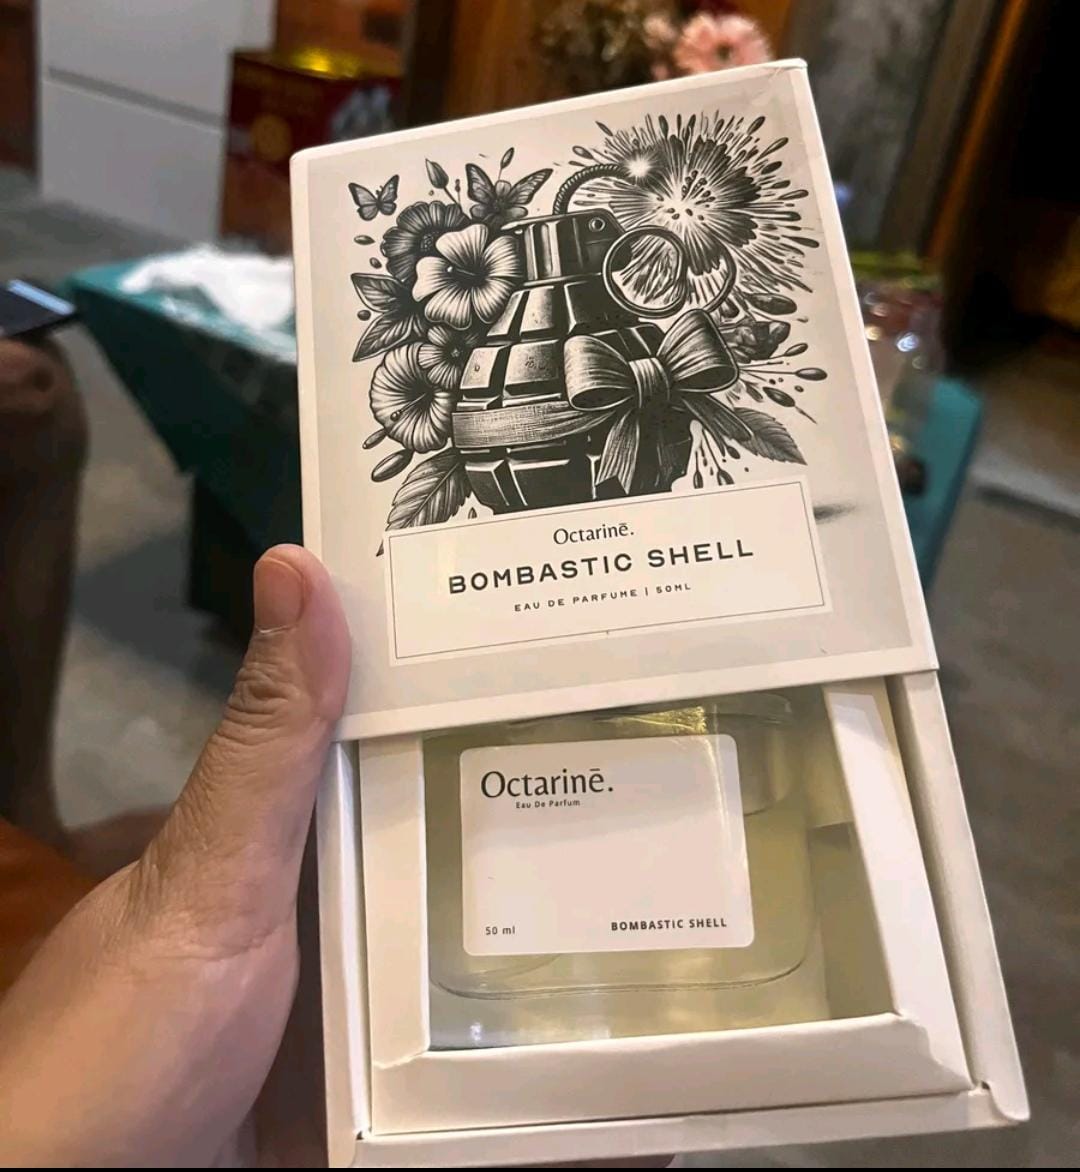 Octarinē.
BOMBASTIC SHELL
EAU DE PARFUME | 50ML
Octarinē.
Eau De Parfum
50 ml
BOMBASTIC SHELL